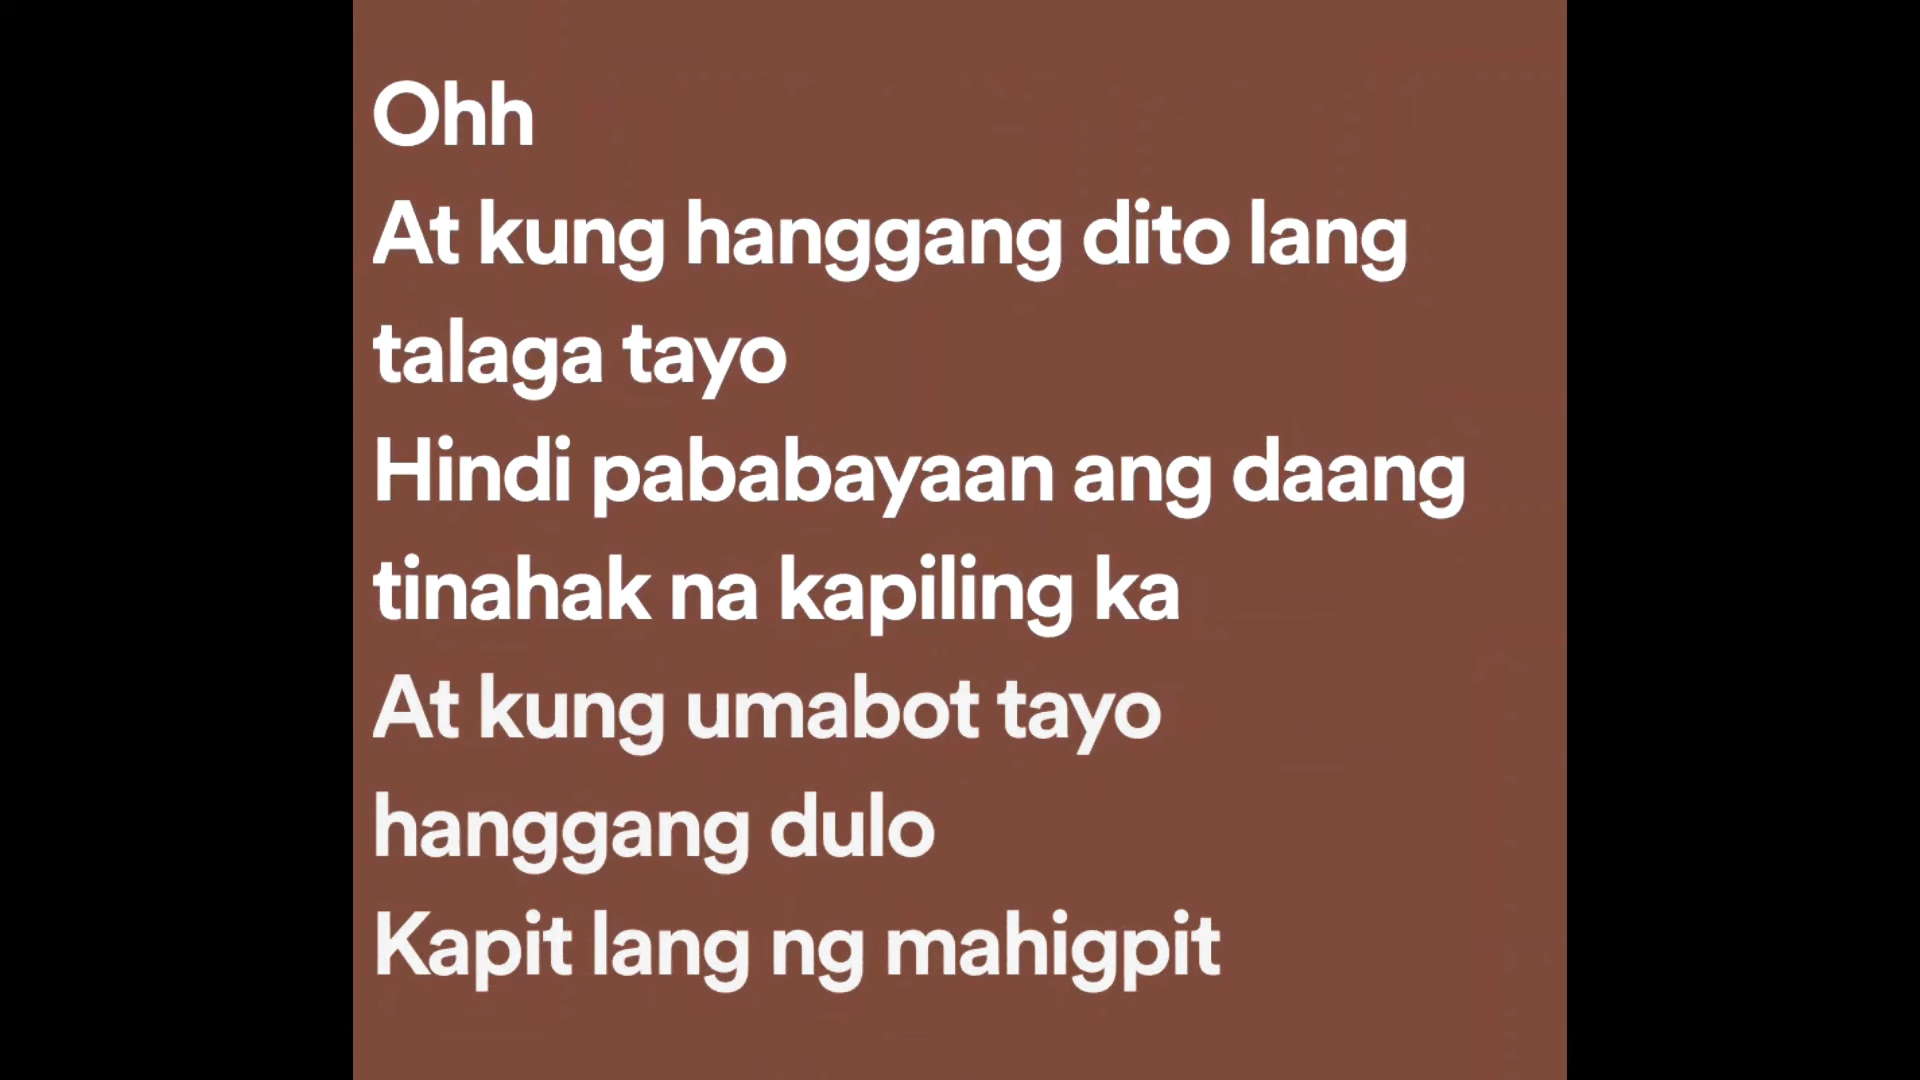 Ohh
At kung hanggang dito lang
talaga tayo
Hindi pababayaan ang daang
tinahak na kapiling ka
At kung umabot tayo
hanggang dulo
Kapit lang ng mahigpit